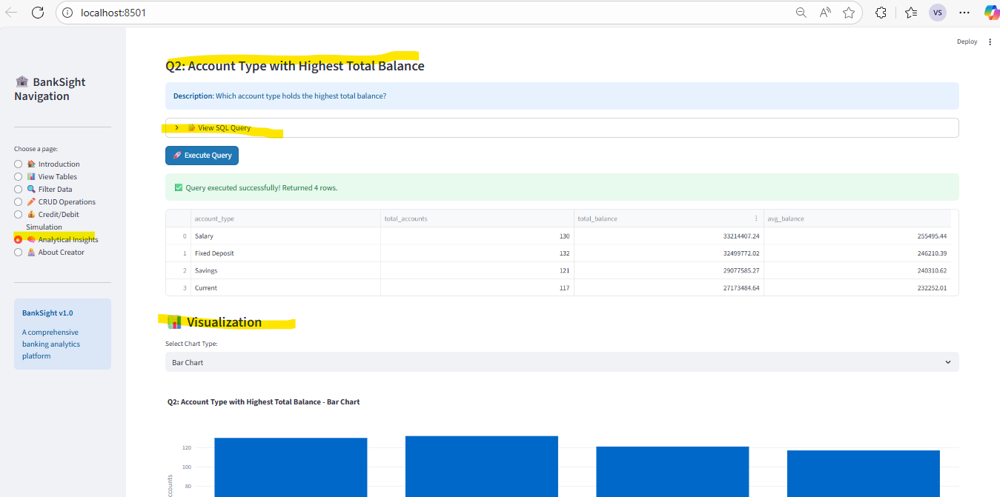 localhost:8501
VS
Deploy
BankSight
Navigation
Choose a page:
Introduction
View Tables
Filter Data
CRUD Operations
Credit/Debit
Simulation
Analytical Insights
About Creator
BankSight v1.0
A comprehensive
banking analytics
platform
Q2: Account Type with Highest Total Balance
Description: Which account type holds the highest total balance?
View SQL Query
Execute Query
Query executed successfully! Returned 4 rows.
account_type total_accounts total_balance avg_balance
0 Salary 130 33214407.24 255495.44
1 Fixed Deposit 132 32499772.02 246210.39
2 Savings 121 29077585.27 240310.62
3 Current 117 27173484.64 232252.01
Visualization
Select Chart Type:
Bar Chart
Q2: Account Type with Highest Total Balance - Bar Chart
120
100
80